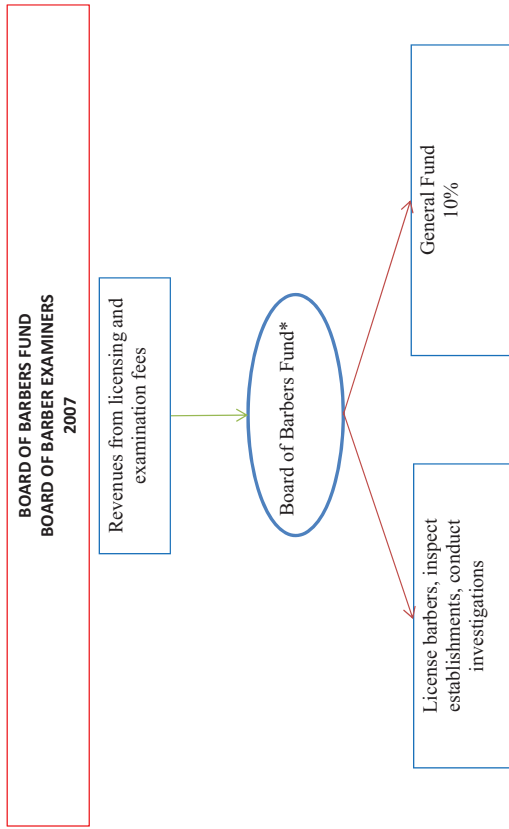 BOARD OF BARBERS FUND
BOARD OF BARBER EXAMINERS
2007
Revenues from licensing and
examination fees
Board of Barbers Fund*
License barbers, inspect
establishments, conduct
investigations
General Fund
10%